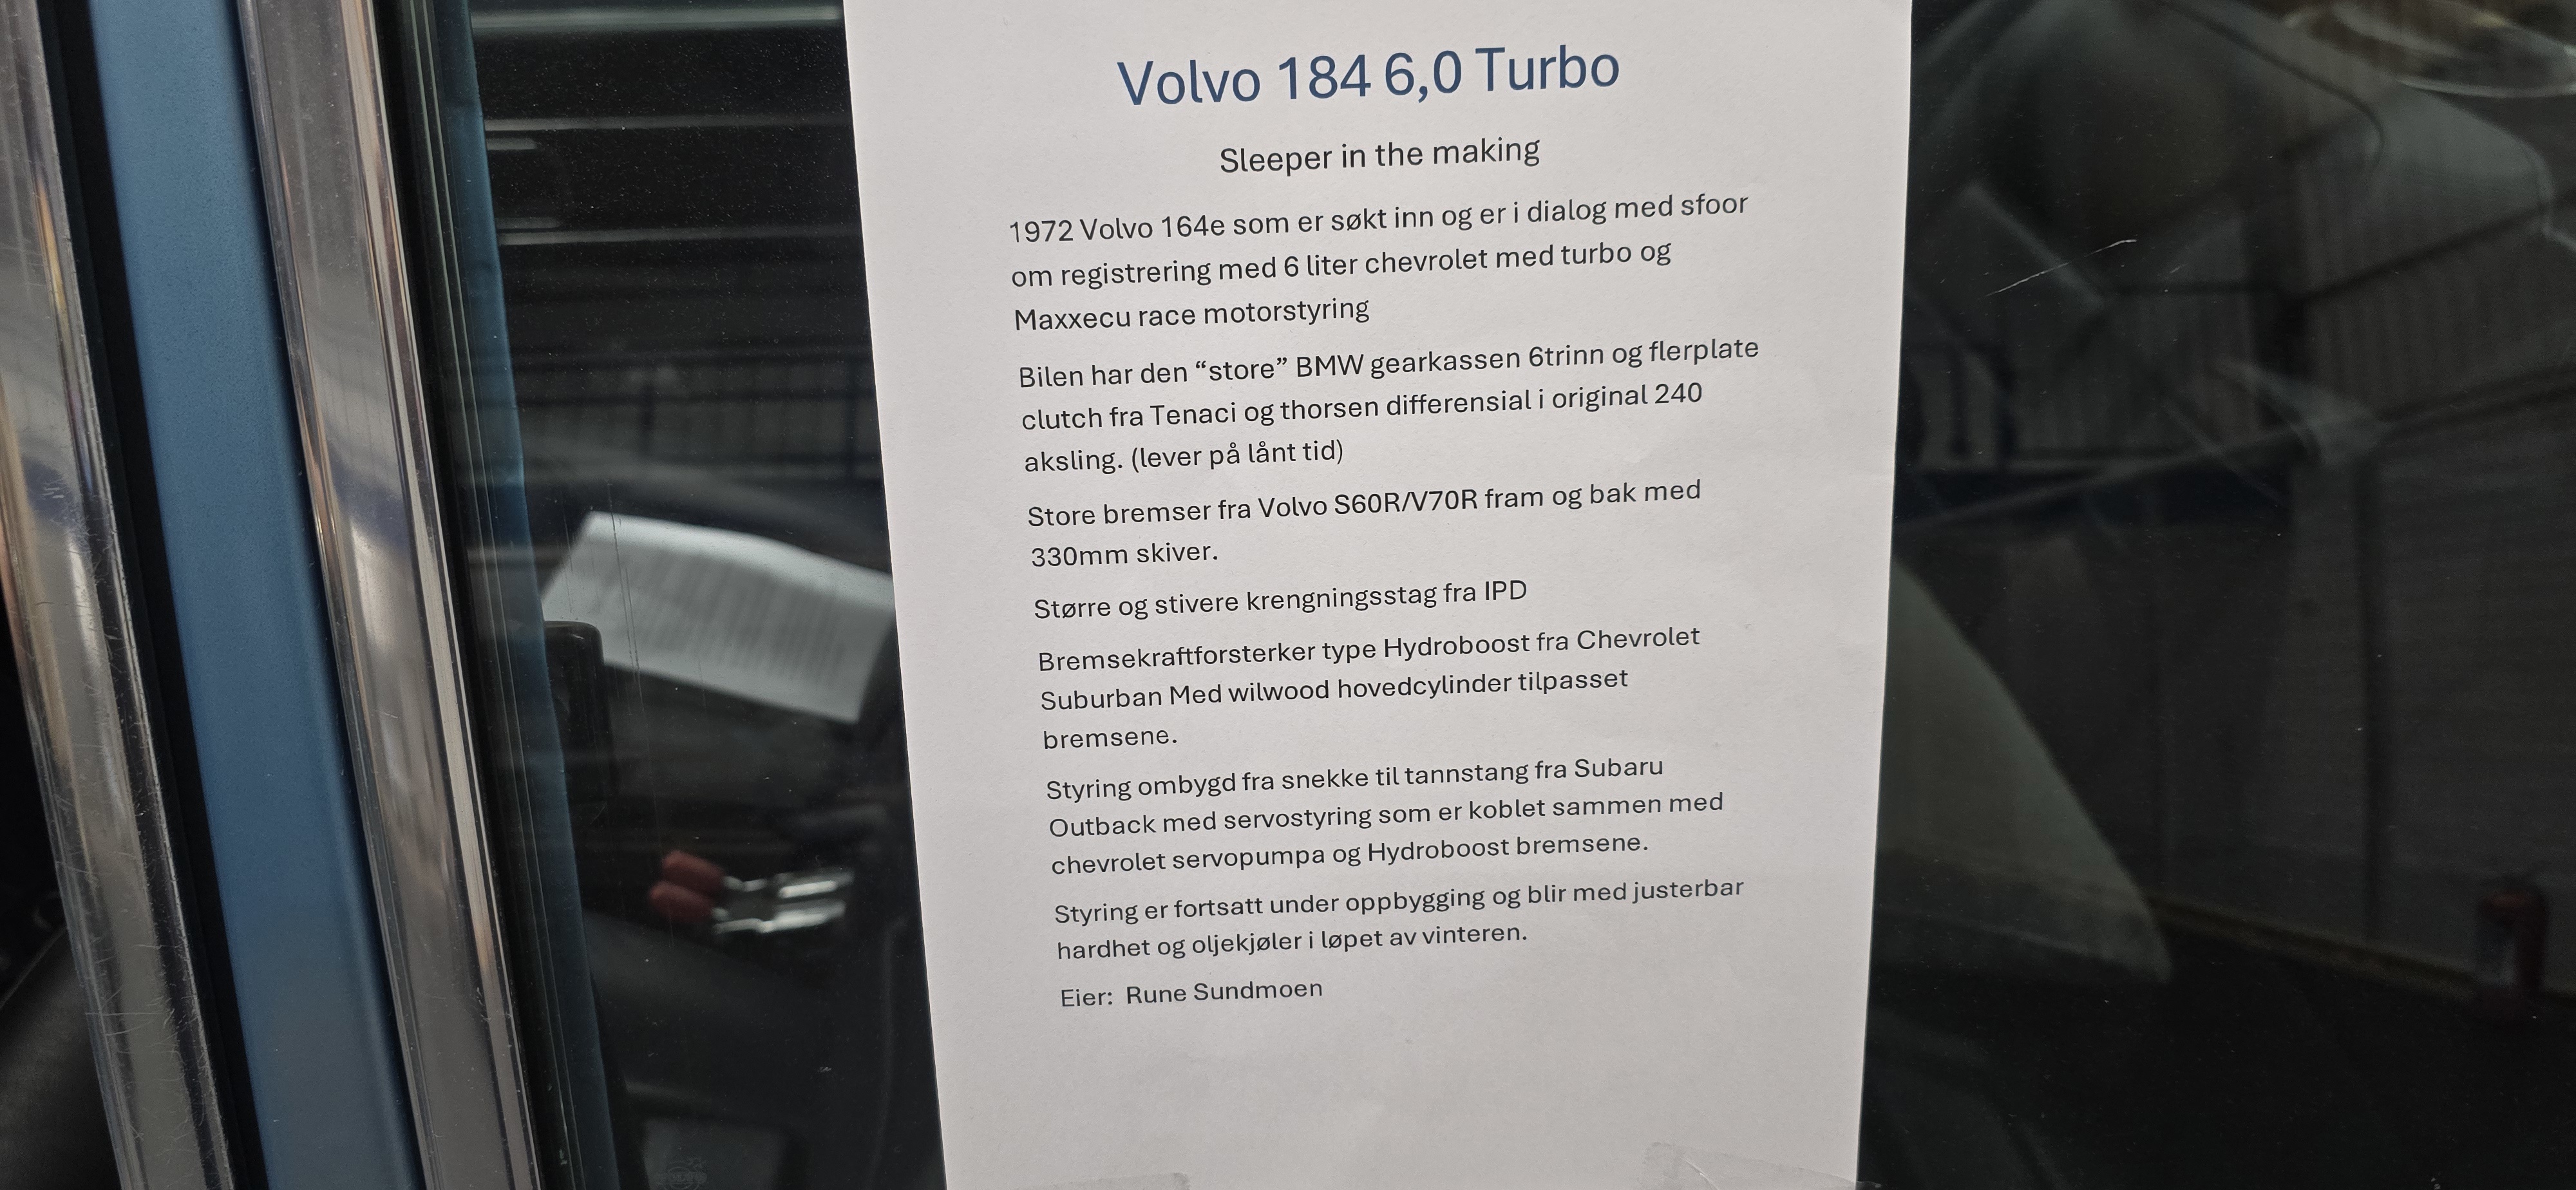 Volvo 184 6,0 Turbo
Sleeper in the making
1972 Volvo 164e som er søkt inn og er i dialog med sfoor
om registrering med 6 liter chevrolet med turbo og
Maxxecu race motorstyring
Bilen har den “store” BMW gearkassen 6trinn og flerplate
clutch fra Tenaci og thorsen differensial i original 240
aksling. (lever på lånt tid)
Store bremser fra Volvo S60R/V70R fram og bak med
330mm skiver.
Større og stivere krengningsstag fra IPD
Bremsekraftforsterker type Hydroboost fra Chevrolet
Suburban Med wilwood hovedcylinder tilpasset
bremsene.
Styring ombygd fra snekke til tannstang fra Subaru
Outback med servostyring som er koblet sammen med
chevrolet servopumpa og Hydroboost bremsene.
Styring er fortsatt under oppbygging og blir med justerbar
hardhet og oljekjøler i løpet av vinteren.
Eier: Rune Sundmoen